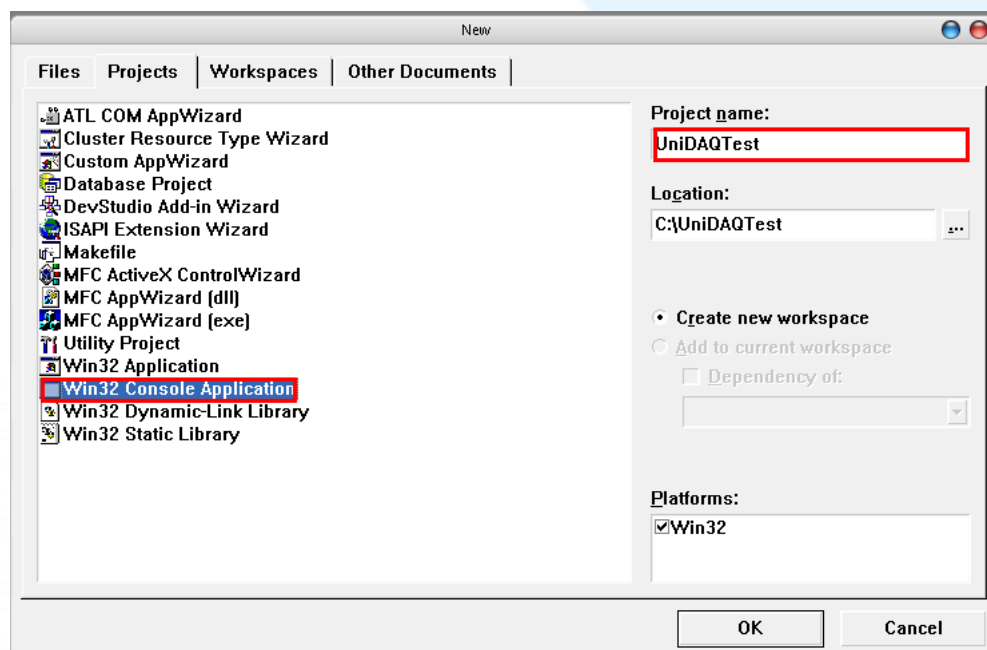 New
Files Projects Workspaces Other Documents
ATL COM AppWizard
Cluster Resource Type Wizard
Custom AppWizard
Database Project
DevStudio Add-in Wizard
ISAPI Extension Wizard
Makefile
MFC ActiveX ControlWizard
MFC AppWizard (dll)
MFC AppWizard (exe)
Utility Project
Win32 Application
Win32 Console Application
Win32 Dynamic-Link Library
Win32 Static Library
Project name:
UniDAQTest
Location:
C:\UniDAQTest
...
Create new workspace
Add to current workspace
Dependency of:
Platforms:
Win32
OK Cancel